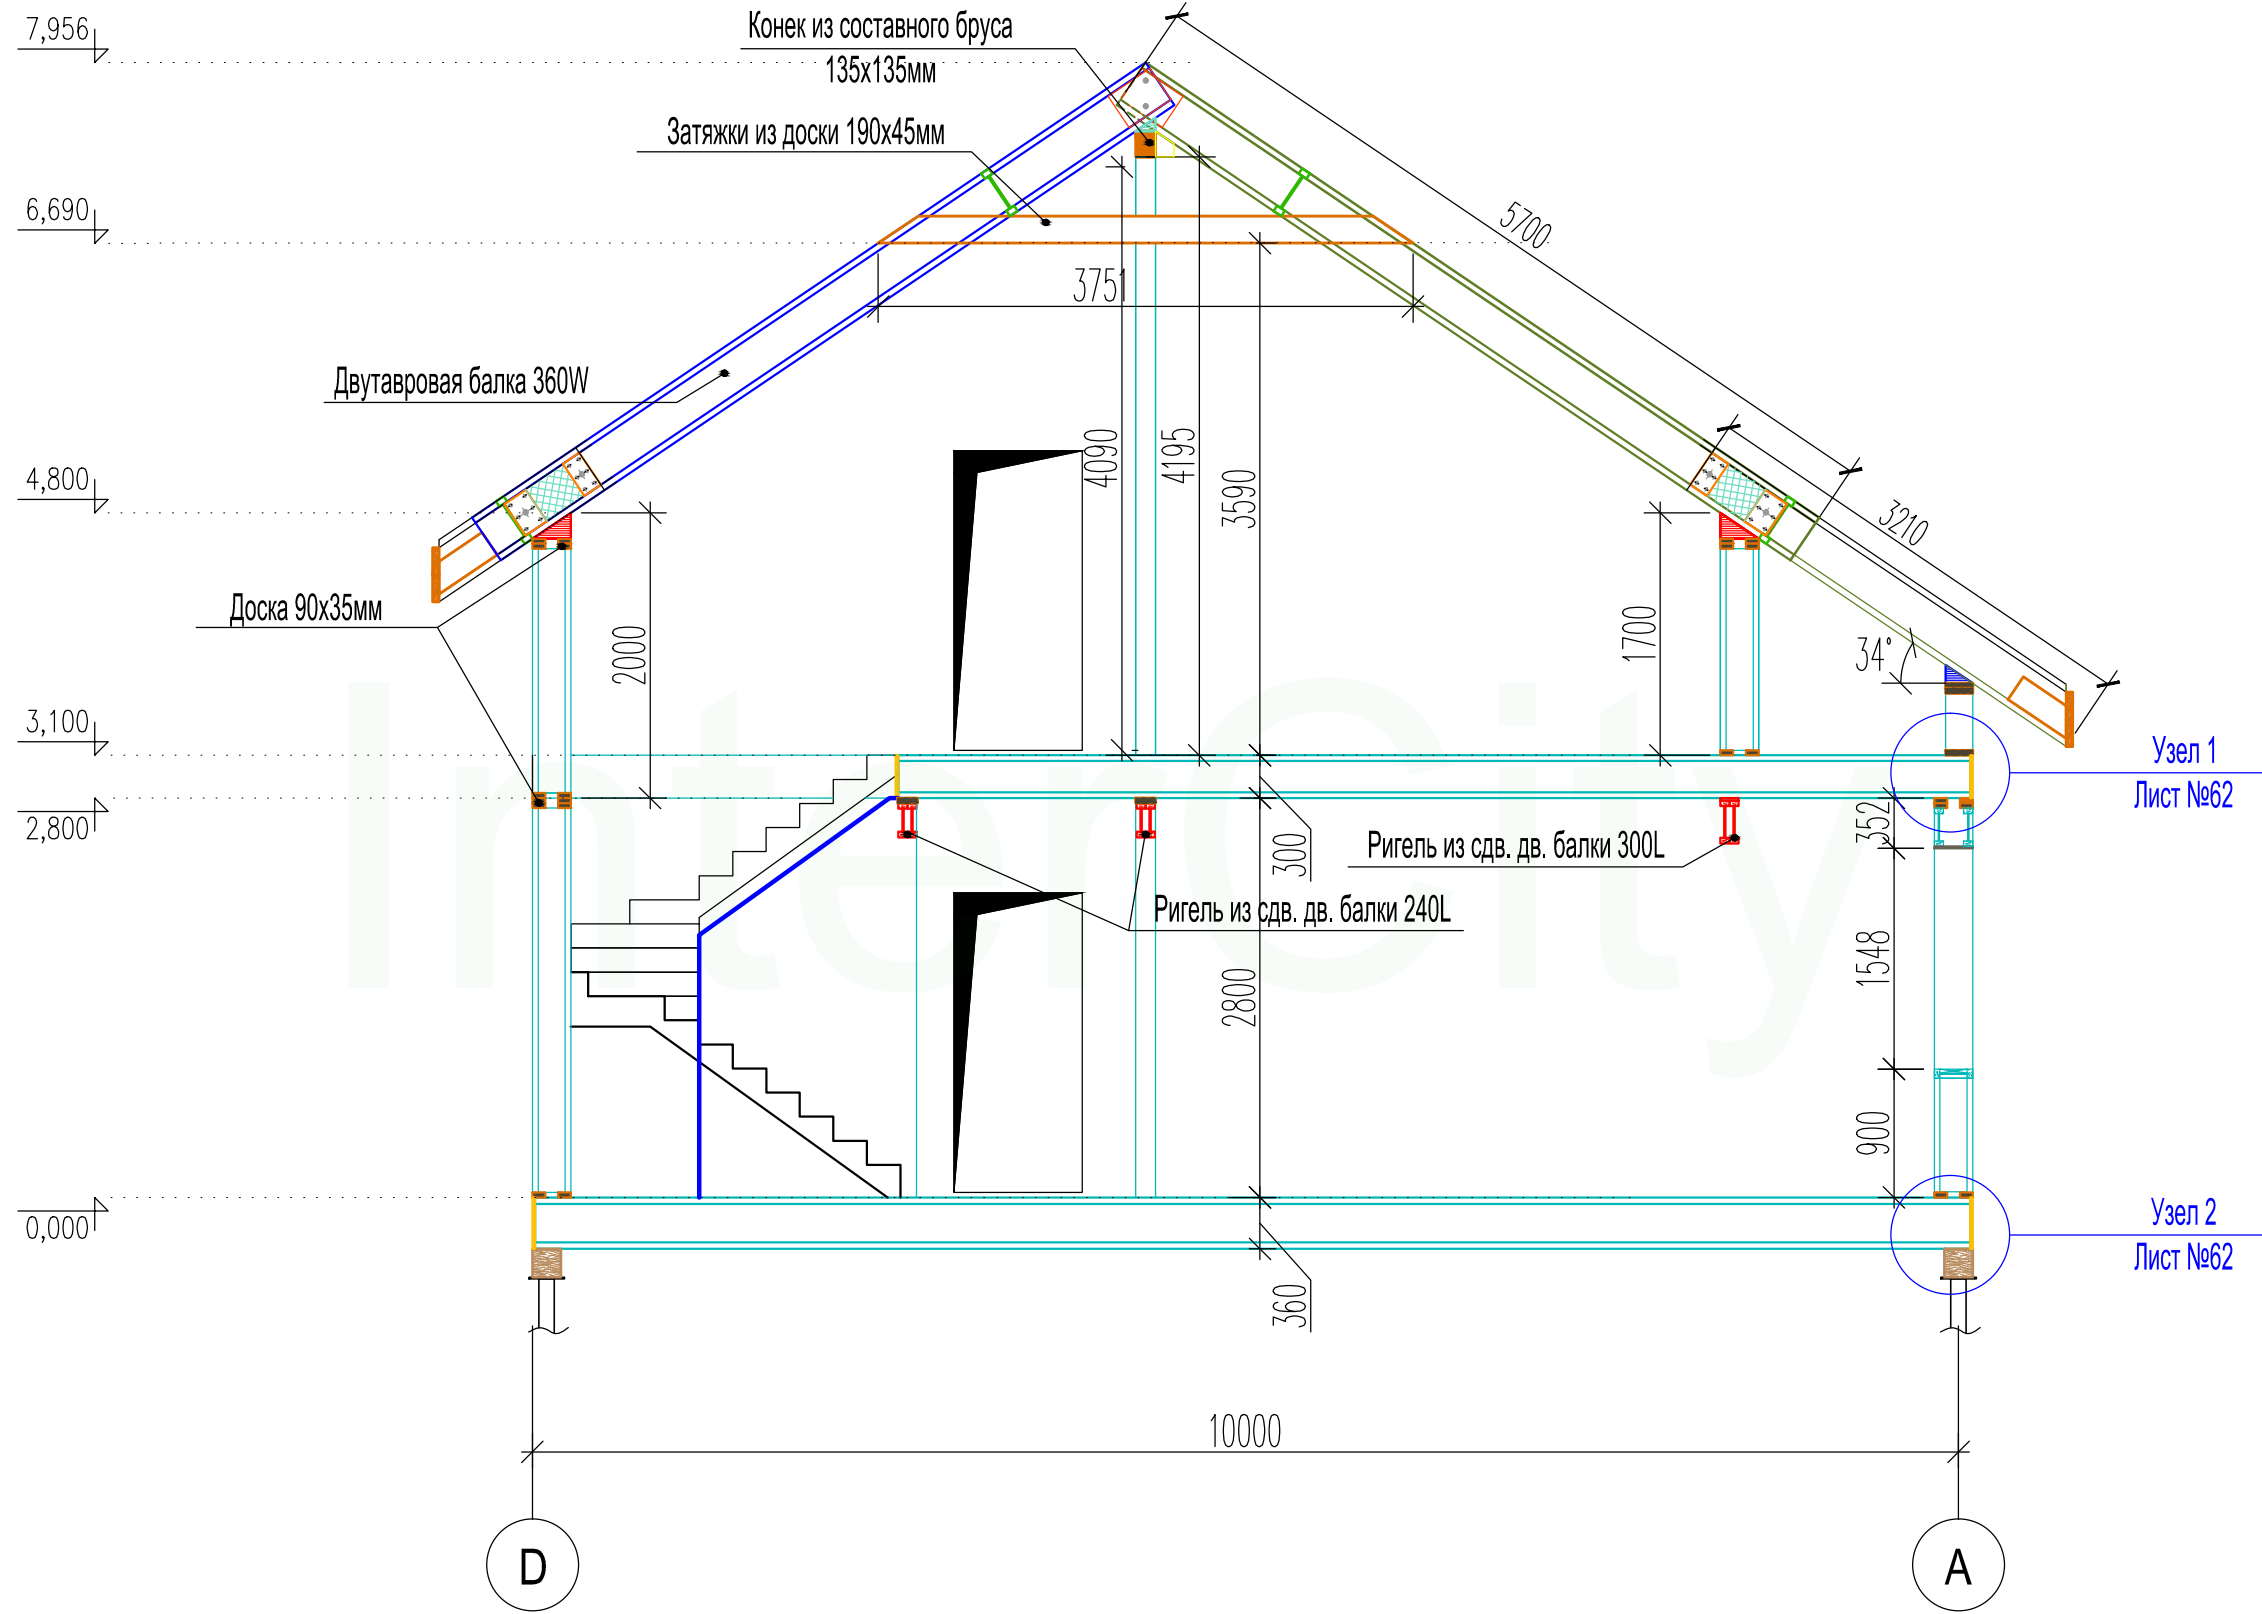 7,956
Конек из составного бруса
135х135мм
Затяжки из доски 190х45мм
6,690
5700
3751
Двутавровая балка 360W
4,800
4090
4195
3590
3210
Доска 90х35мм
2000
1700
34°
3,100
2,800
Узел 1
Лист №62
352
300
Ригель из сдв. дв. балки 300L
Ригель из сдв. дв. балки 240L
InterCity
1548
2800
900
0,000
Узел 2
Лист №62
360
10000
D
A